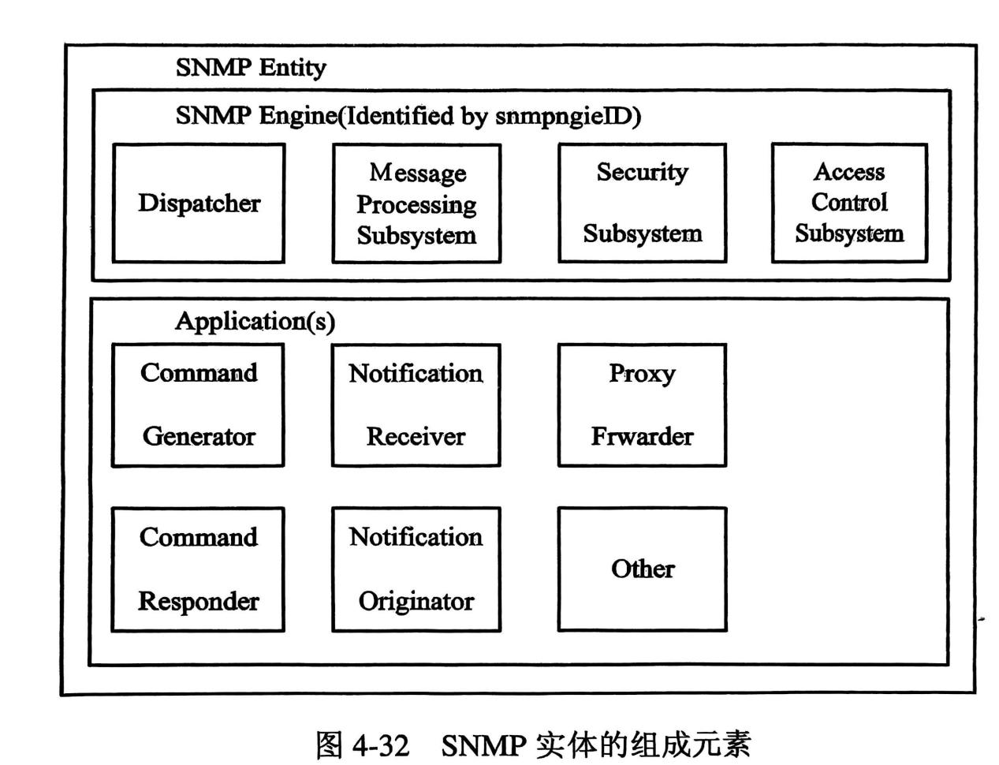 SNMP Entity
SNMP Engine(Identified by snmpngieID)
Dispatcher
Message
Processing
Subsystem
Security
Subsystem
Access
Control
Subsystem
Application(s)
Command
Generator
Notification
Receiver
Proxy
Frwarder
Command
Responder
Notification
Originator
Other
图 4-32 SNMP 实体的组成元素